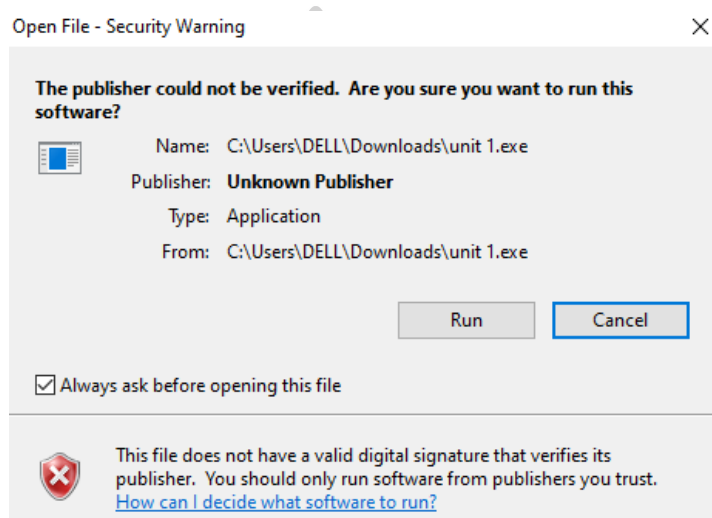 Open File - Security Warning
The publisher could not be verified.  Are you sure you want to run this
software?
Name: C:\Users\DELL\Downloads\unit 1.exe
Publisher: Unknown Publisher
Type: Application
From: C:\Users\DELL\Downloads\unit 1.exe
Run Cancel
Always ask before opening this file
This file does not have a valid digital signature that verifies its
publisher.  You should only run software from publishers you trust.
How can I decide what software to run?